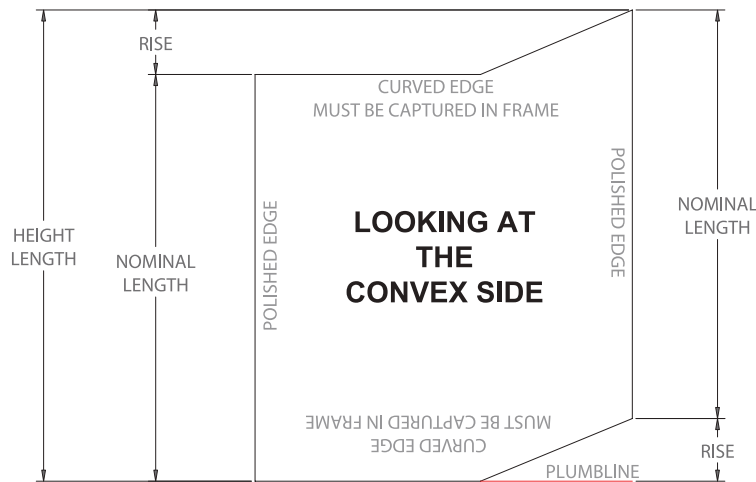 RISE
CURVED EDGE
MUST BE CAPTURED IN FRAME
HEIGHT
LENGTH
NOMINAL
LENGTH
POLISHED EDGE
LOOKING AT
THE
CONVEX SIDE
POLISHED EDGE
NOMINAL
LENGTH
CURVED EDGE
MUST BE CAPTURED IN FRAME
RISE
PLUMBLINE